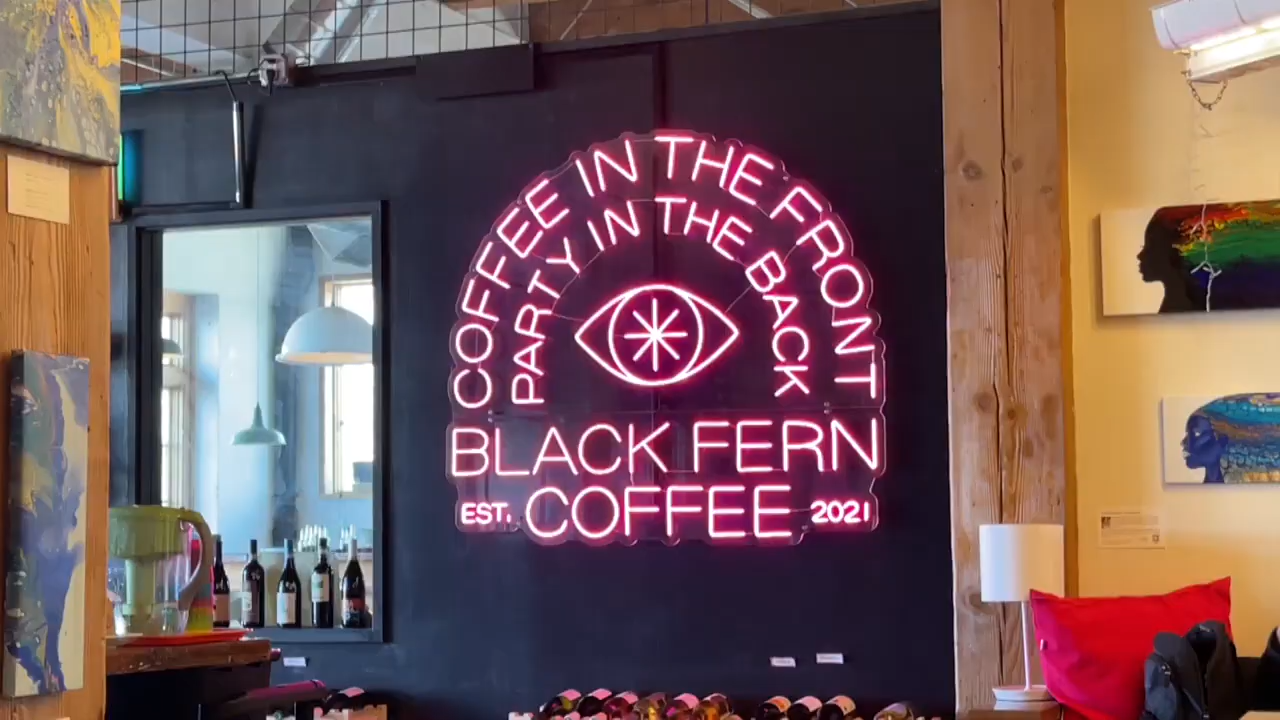 COFFEE IN THE FRONT
PARTY IN THE BACK
BLACK FERN
EST. COFFEE 2021